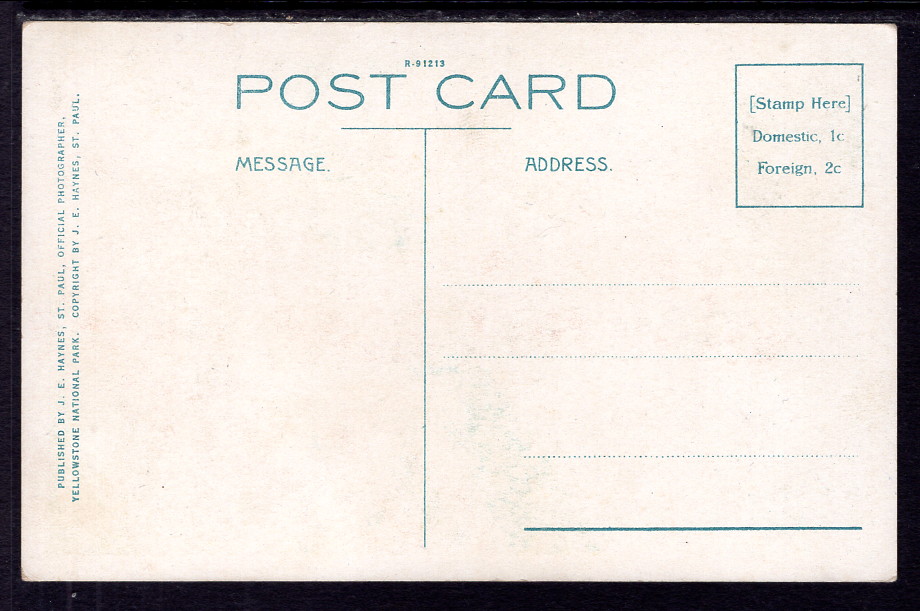 R-91213
POST CARD
MESSAGE.
ADDRESS.
[Stamp Here]
Domestic, 1c
Foreign, 2c
PUBLISHED BY J. E. HAYNES, ST. PAUL, OFFICIAL PHOTOGRAPHER,
YELLOWSTONE NATIONAL PARK. COPYRIGHT BY J. E. HAYNES, ST. PAUL.